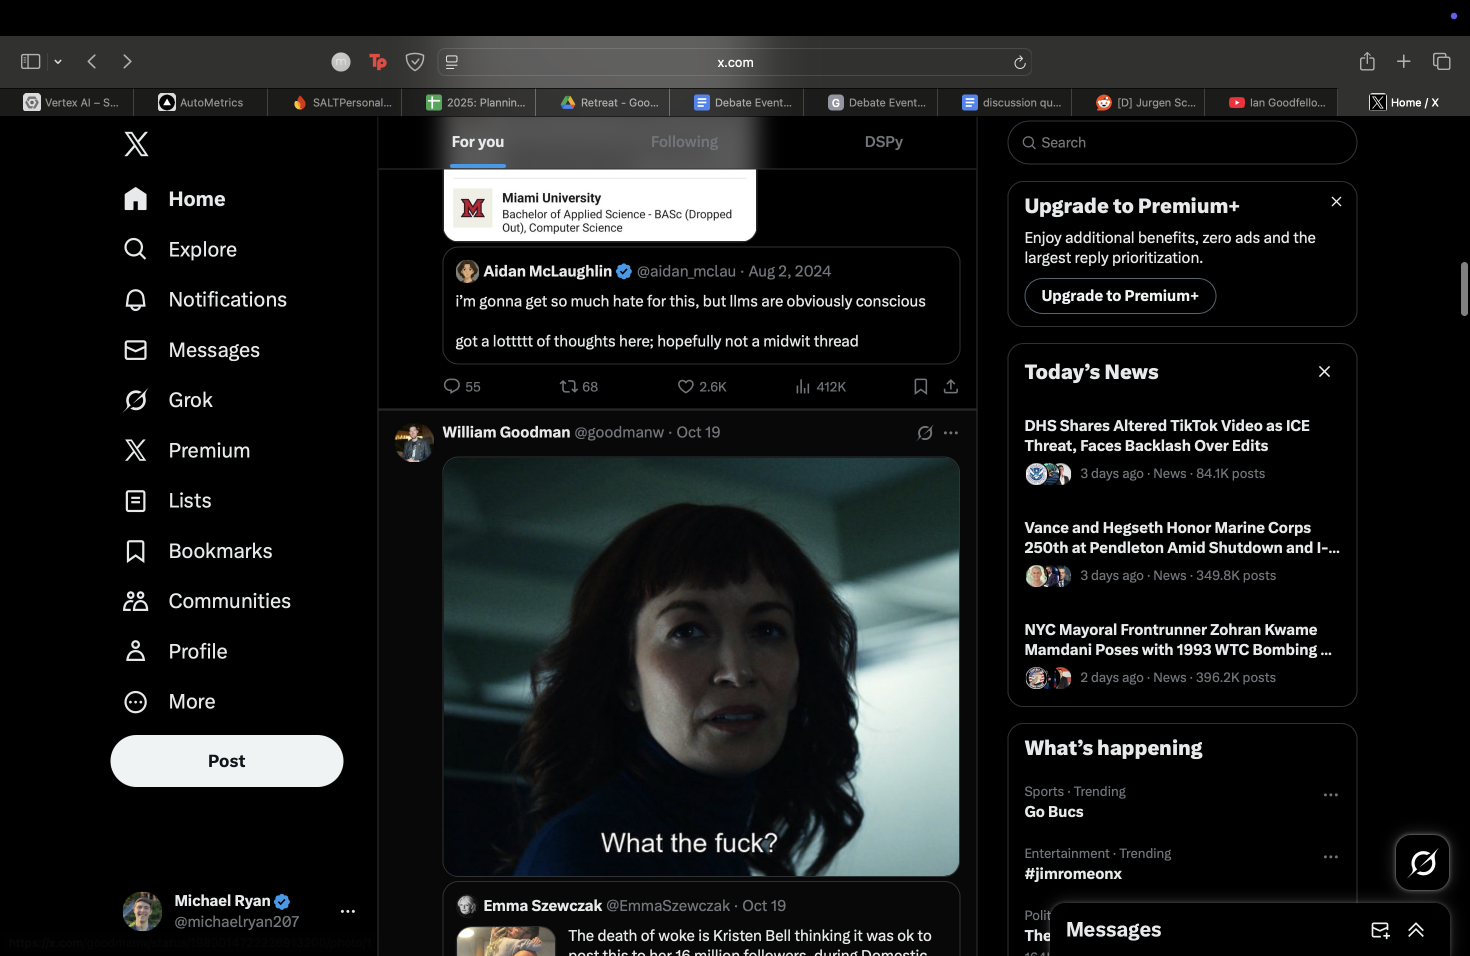 x.com
Vertex AI – S...
AutoMetrics
SALTPersonal...
2025: Plannin...
Retreat - Goo...
Debate Event...
Debate Event...
discussion qu...
[D] Jurgen Sc...
Ian Goodfello...
Home / X
Home
Explore
Notifications
Messages
Grok
Premium
Lists
Bookmarks
Communities
Profile
More
Post
Michael Ryan
@michaelryan207
For you
Following
DSPy
Miami University
Bachelor of Applied Science - BASc (Dropped
Out), Computer Science
Aidan McLaughlin @aidan_mclau · Aug 2, 2024
i'm gonna get so much hate for this, but llms are obviously conscious
got a lottttt of thoughts here; hopefully not a midwit thread
55
68
2.6K
412K
William Goodman @goodmanw · Oct 19
What the fuck?
Emma Szewczak @EmmaSzewczak · Oct 19
The death of woke is Kristen Bell thinking it was ok to
post this to her 16 million followers, during Domestic
Search
Upgrade to Premium+
Enjoy additional benefits, zero ads and the
largest reply prioritization.
Upgrade to Premium+
Today's News
DHS Shares Altered TikTok Video as ICE
Threat, Faces Backlash Over Edits
3 days ago · News · 84.1K posts
Vance and Hegseth Honor Marine Corps
250th at Pendleton Amid Shutdown and I-...
3 days ago · News · 349.8K posts
NYC Mayoral Frontrunner Zohran Kwame
Mamdani Poses with 1993 WTC Bombing ...
2 days ago · News · 396.2K posts
What's happening
Sports · Trending
Go Bucs
Entertainment · Trending
#jimromeonx
Polit
The
Messages